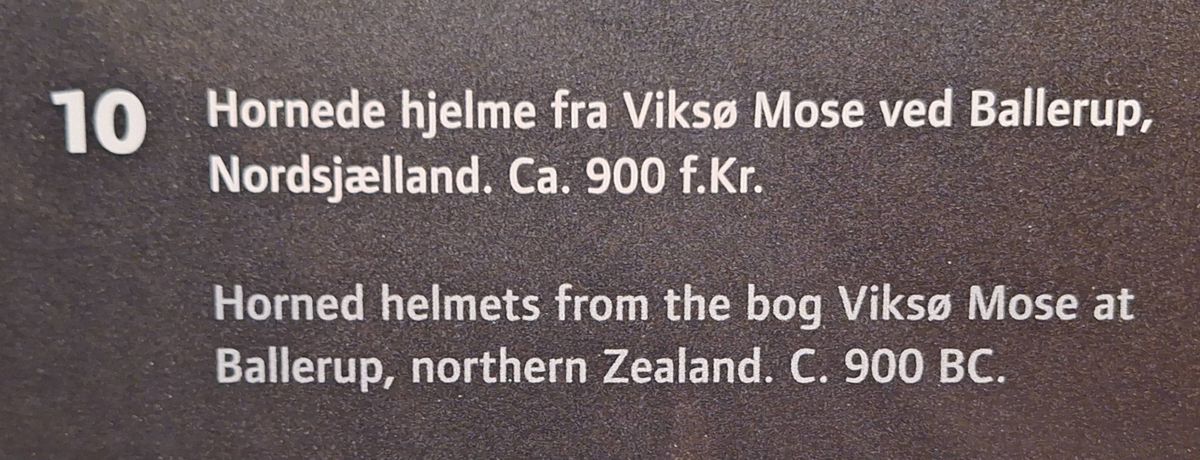 10 Hornede hjelme fra Viksø Mose ved Ballerup,
Nordsjælland. Ca. 900 f.Kr.
Horned helmets from the bog Viksø Mose at
Ballerup, northern Zealand. C. 900 BC.